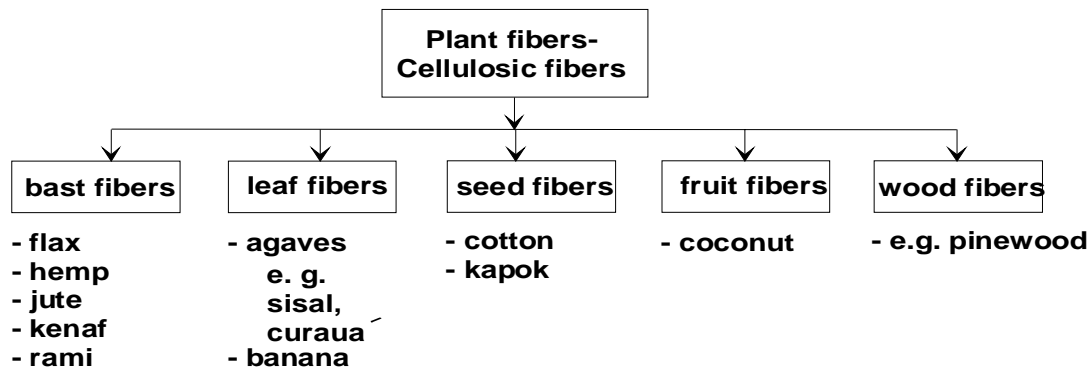 Plant fibers-
Cellulosic fibers
bast fibers
- flax
- hemp
- jute
- kenaf
- rami
leaf fibers
- agaves
e. g.
sisal,
curaua´
- banana
seed fibers
- cotton
- kapok
fruit fibers
- coconut
wood fibers
- e.g. pinewood